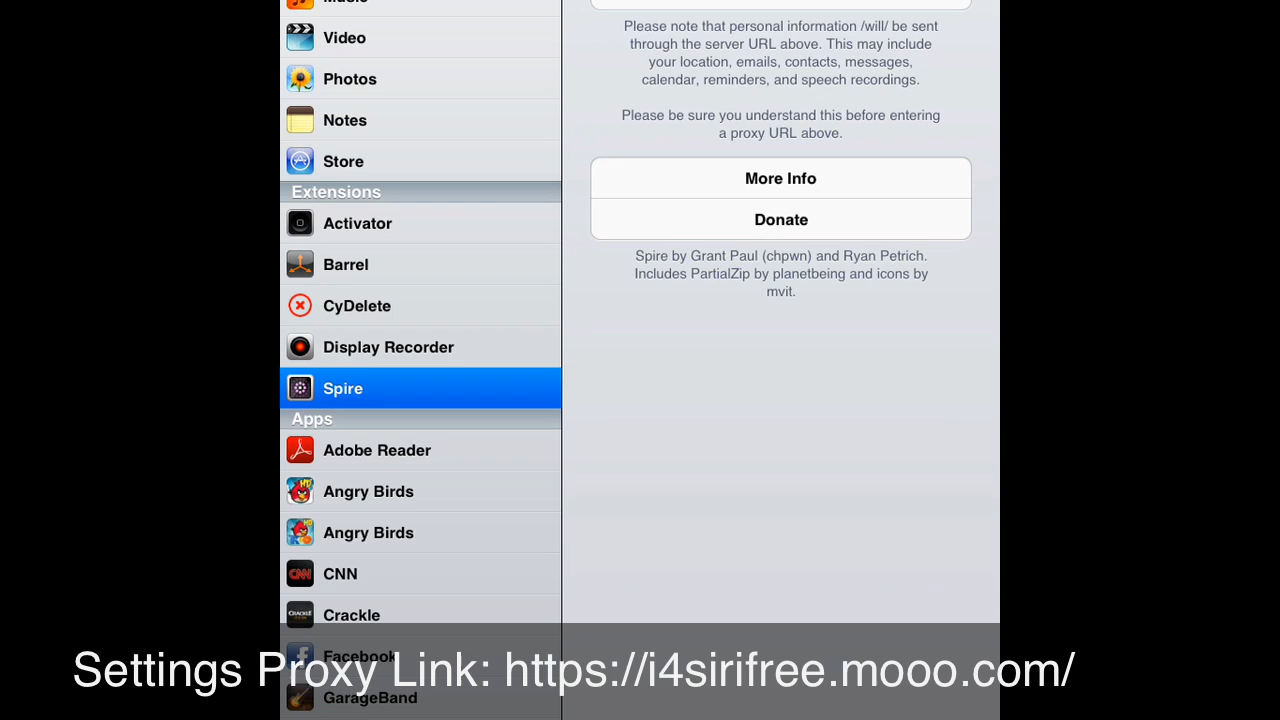 Music
Video
Photos
Notes
Store
Extensions
Activator
Barrel
CyDelete
Display Recorder
Spire
Apps
Adobe Reader
Angry Birds
Angry Birds
CNN
Crackle
Facebook
GarageBand
Please note that personal information /will/ be sent
through the server URL above. This may include
your location, emails, contacts, messages,
calendar, reminders, and speech recordings.
Please be sure you understand this before entering
a proxy URL above.
More Info
Donate
Spire by Grant Paul (chpwn) and Ryan Petrich.
Includes PartialZip by planetbeing and icons by
mvit.
Settings Proxy Link: https://i4sirifree.mooo.com/